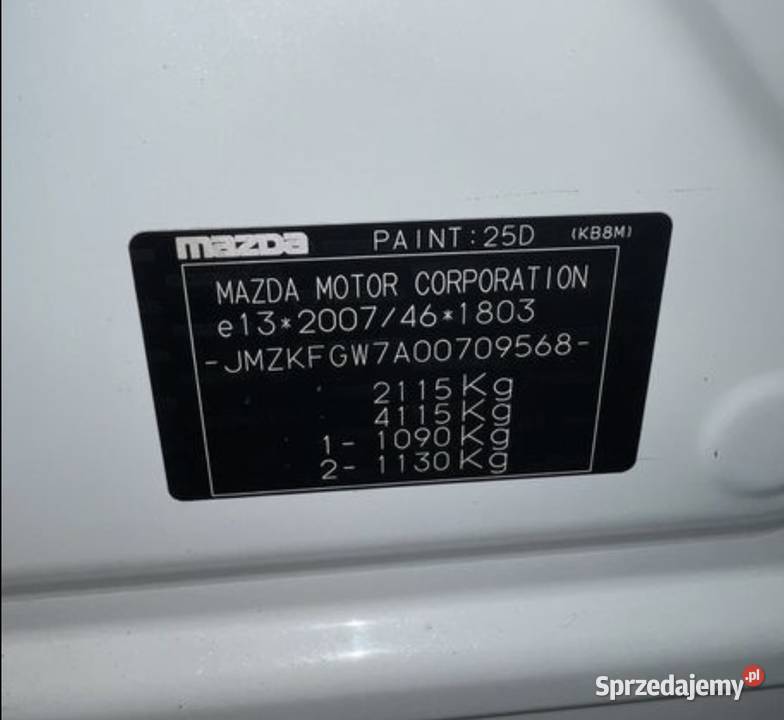 mazda PAINT:25D (KB8M)
MAZDA MOTOR CORPORATION
e13*2007/46*1803
-JMZKFGW7A00709568-
2115Kg
4115Kg
1- 1090Kg
2- 1130Kg
Sprzedajemy.pl